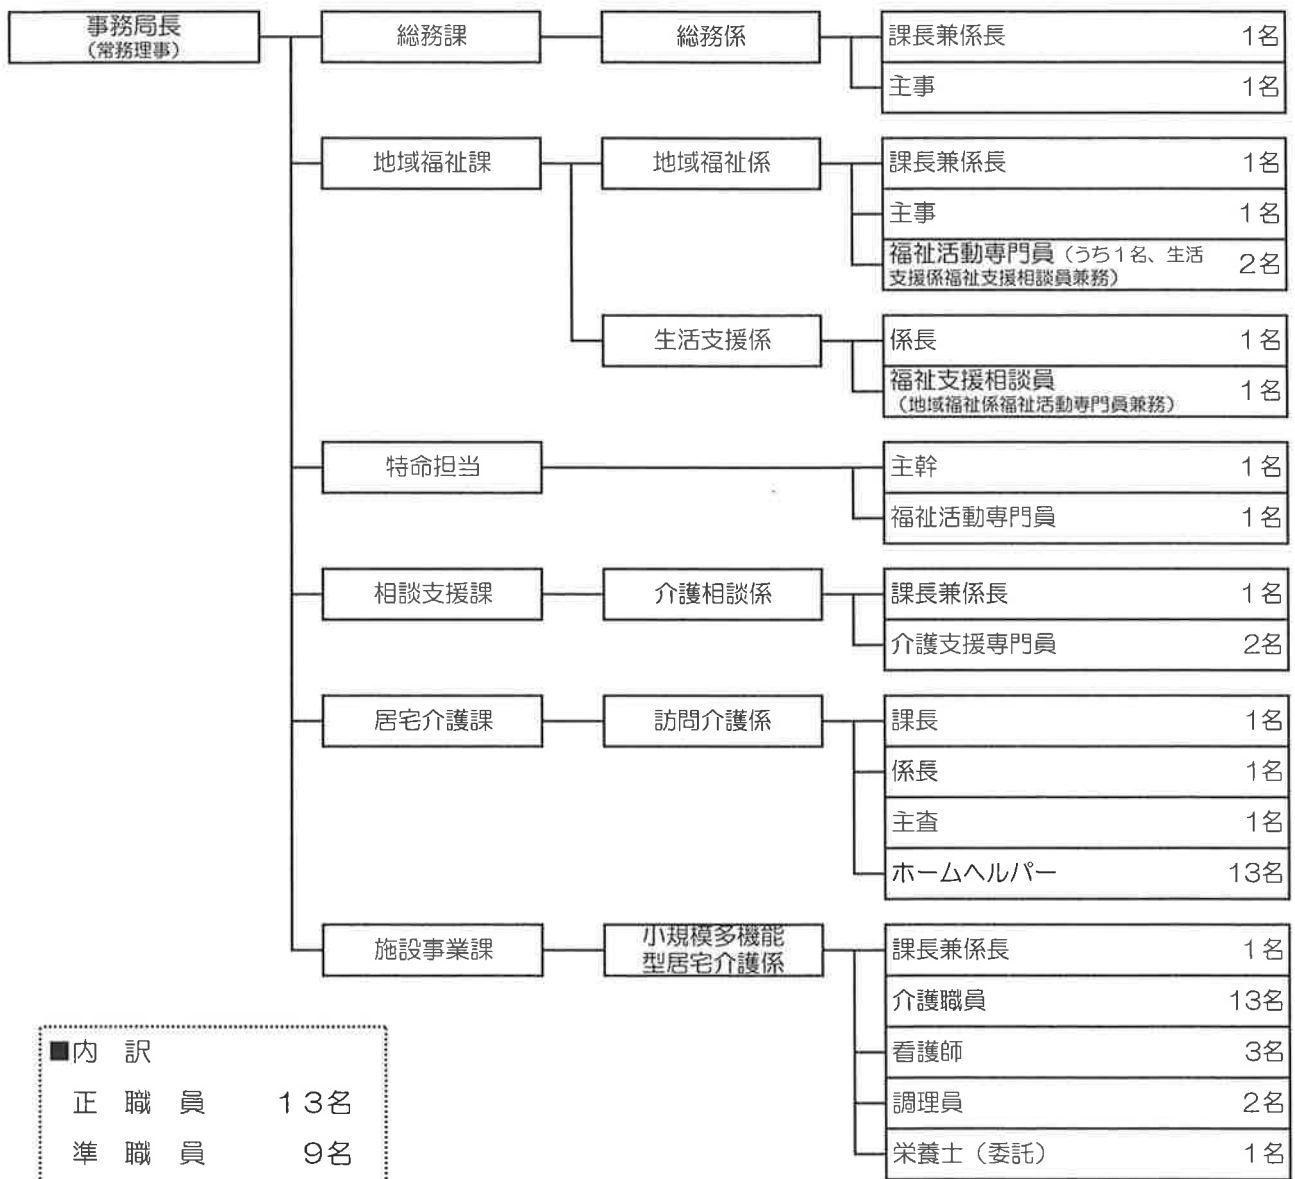 事務局長
（常務理事）
総務課
総務係
課長兼係長 1名
主事 1名
地域福祉課
地域福祉係
課長兼係長 1名
主事 1名
福祉活動専門員（うち１名、生活
支援係福祉支援相談員兼務） 2名
生活支援係
係長 1名
福祉支援相談員
（地域福祉係福祉活動専門員兼務） 1名
特命担当
主幹 1名
福祉活動専門員 1名
相談支援課
介護相談係
課長兼係長 1名
介護支援専門員 2名
居宅介護課
訪問介護係
課長 1名
係長 1名
主査 1名
ホームヘルパー 13名
施設事業課
小規模多機能
型居宅介護係
課長兼係長 1名
介護職員 13名
看護師 3名
調理員 2名
栄養士（委託） 1名
■内 訳
正 職 員 １３名
準 職 員 9名